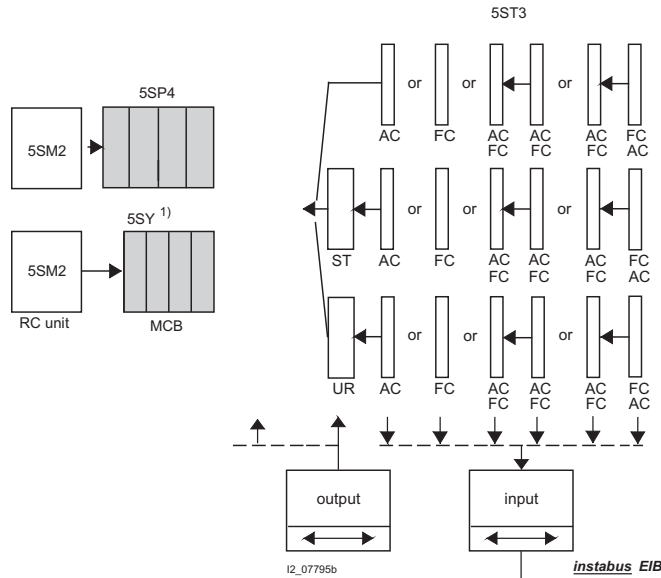 5ST3
5SP4
5SM2
or or or
AC FC AC AC AC FC
FC FC FC AC
5SY 1)
5SM2
RC unit MCB
or or or
ST AC FC AC AC AC FC
FC FC FC AC
or or or
UR AC FC AC AC AC FC
FC FC FC AC
output input
I2_07795b
instabus EIB